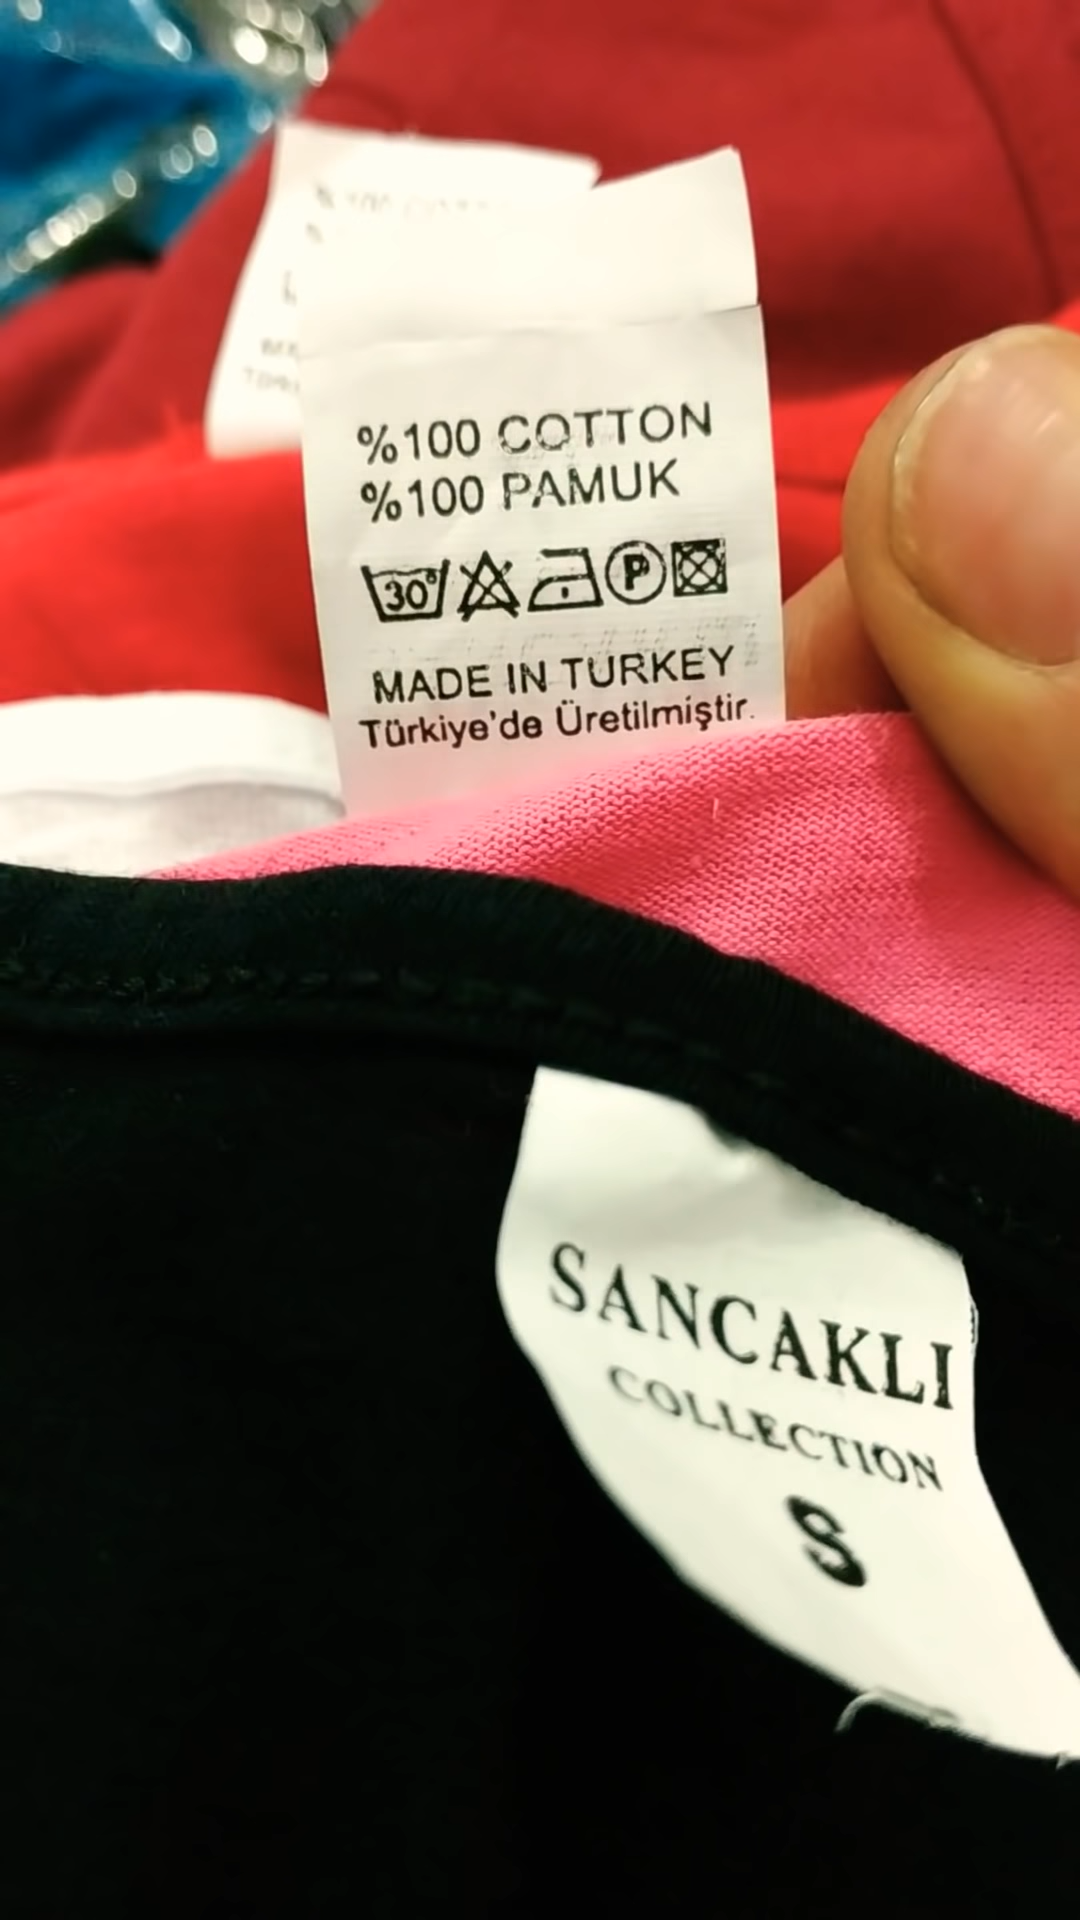 %100 COTTON
%100 PAMUK
30°
P
MADE IN TURKEY
Türkiye'de Üretilmiştir.
SANCAKLI
COLLECTION
S